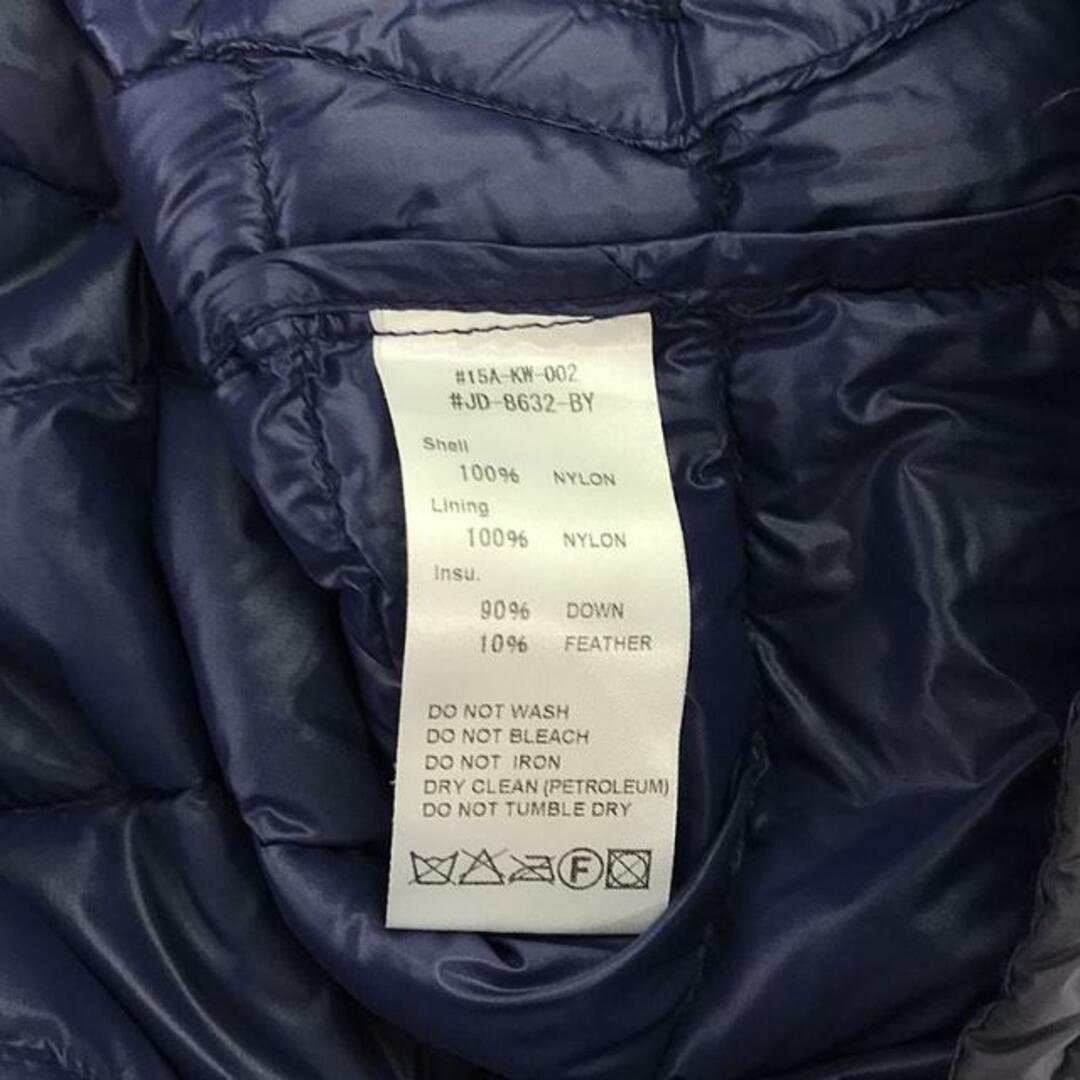 #15A-KW-002
#JD-8632-BY
Shell
100% NYLON
Lining
100% NYLON
Insu.
90% DOWN
10% FEATHER
DO NOT WASH
DO NOT BLEACH
DO NOT IRON
DRY CLEAN (PETROLEUM)
DO NOT TUMBLE DRY
F